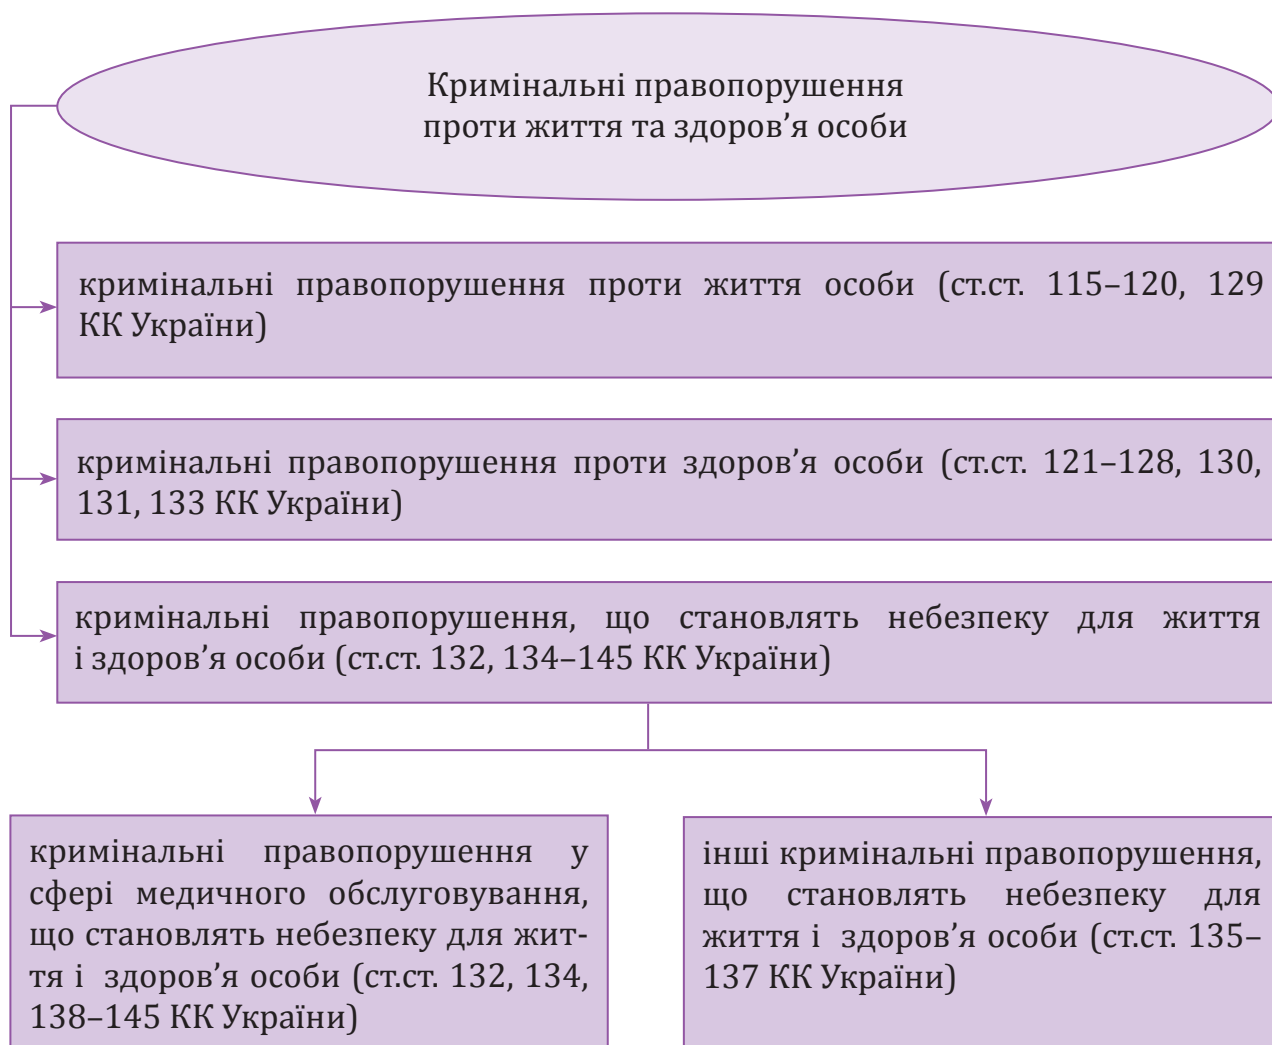 Кримінальні правопорушення
проти життя та здоров’я особи
кримінальні правопорушення проти життя особи (ст.ст. 115–120, 129
КК України)
кримінальні правопорушення проти здоров’я особи (ст.ст. 121–128, 130,
131, 133 КК України)
кримінальні правопорушення, що становлять небезпеку для життя
і здоров’я особи (ст.ст. 132, 134–145 КК України)
кримінальні правопорушення у
сфері медичного обслуговування,
що становлять небезпеку для жит-
тя і здоров’я особи (ст.ст. 132, 134,
138–145 КК України)
інші кримінальні правопорушення,
що становлять небезпеку для
життя і здоров’я особи (ст.ст. 135–
137 КК України)